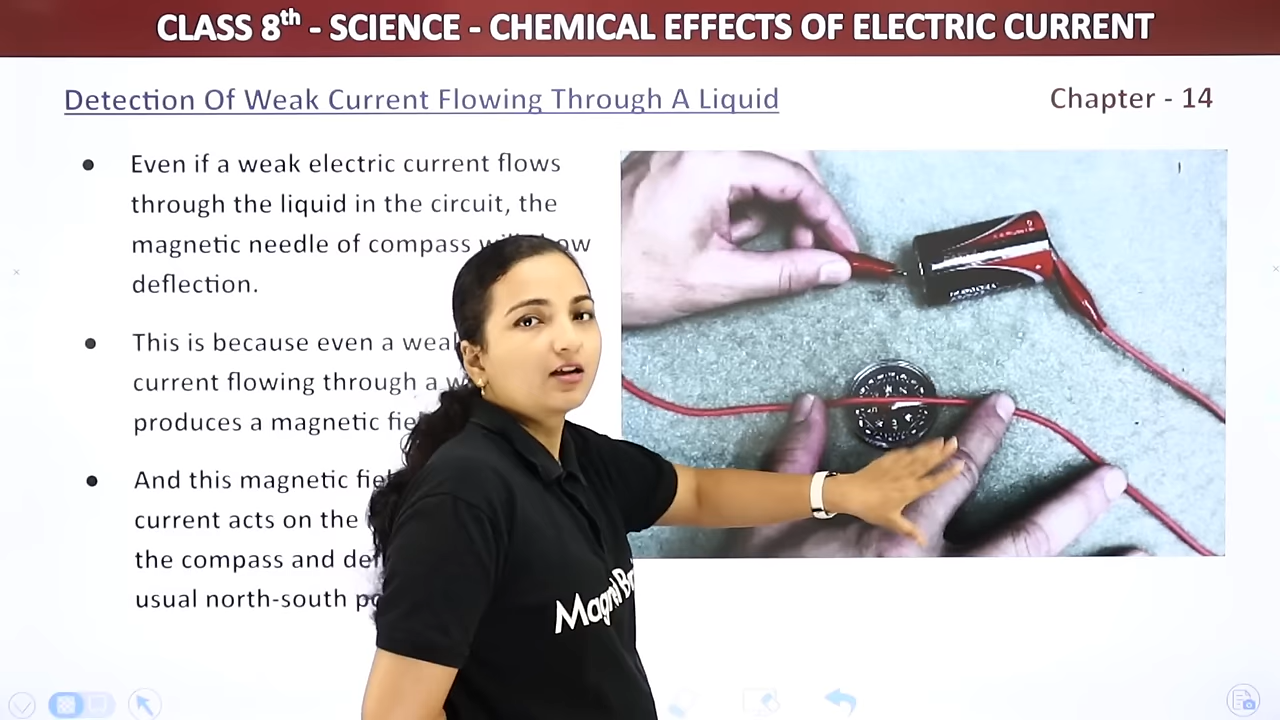 CLASS 8th - SCIENCE - CHEMICAL EFFECTS OF ELECTRIC CURRENT
Detection Of Weak Current Flowing Through A Liquid
Chapter - 14
Even if a weak electric current flows
through the liquid in the circuit, the
magnetic needle of compass
deflection.
This is because even a
current flowing through a
produces a magnetic
And this magnetic
current acts on the
the compass and
usual north-south